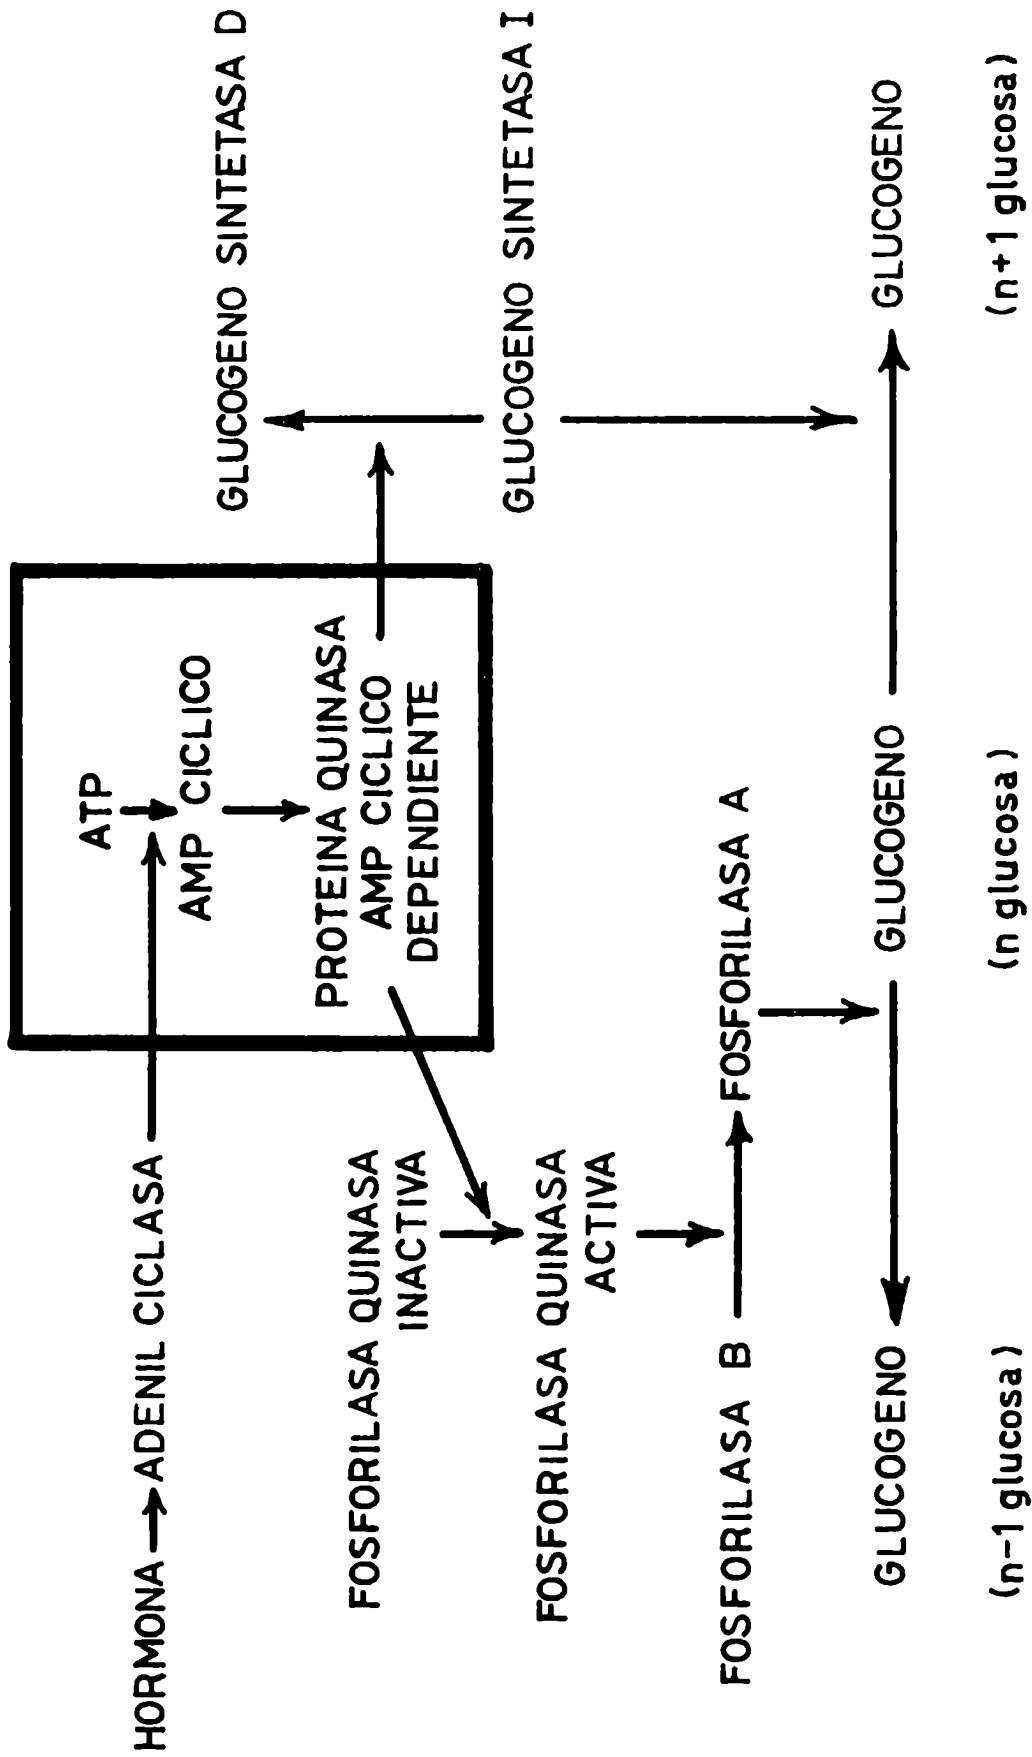 HORMONA
ADENIL CICLASA
ATP
AMP CICLICO
PROTEINA QUINASA
AMP CICLICO
DEPENDIENTE
GLUCOGENO SINTETASA D
GLUCOGENO SINTETASA I
FOSFORILASA QUINASA
INACTIVA
FOSFORILASA QUINASA
ACTIVA
FOSFORILASA B
FOSFORILASA A
GLUCOGENO
GLUCOGENO
GLUCOGENO
(n-1 glucosa)
(n glucosa)
(n+1 glucosa)